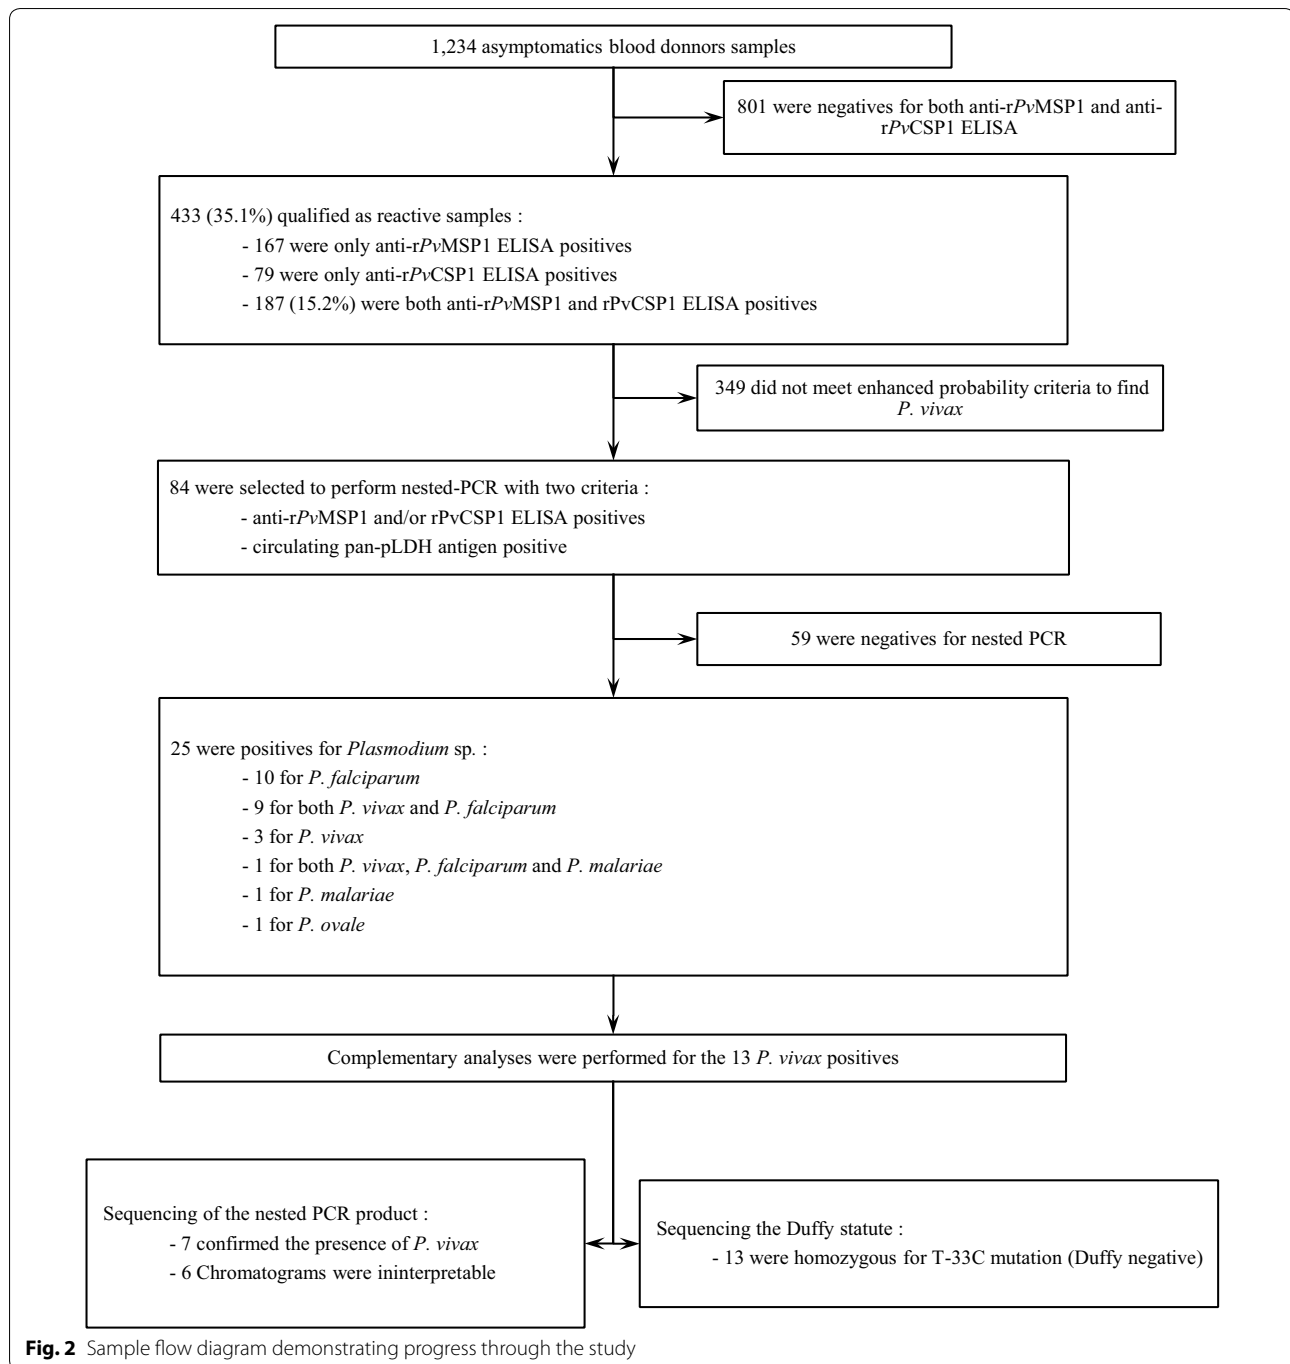 1,234 asymptomatics blood donnors samples
801 were negatives for both anti-rPvMSP1 and anti-
rPvCSP1 ELISA
433 (35.1%) qualified as reactive samples :
- 167 were only anti-rPvMSP1 ELISA positives
- 79 were only anti-rPvCSP1 ELISA positives
- 187 (15.2%) were both anti-rPvMSP1 and rPvCSP1 ELISA positives
349 did not meet enhanced probability criteria to find
P. vivax
84 were selected to perform nested-PCR with two criteria :
- anti-rPvMSP1 and/or rPvCSP1 ELISA positives
- circulating pan-pLDH antigen positive
59 were negatives for nested PCR
25 were positives for Plasmodium sp. :
- 10 for P. falciparum
- 9 for both P. vivax and P. falciparum
- 3 for P. vivax
- 1 for both P. vivax, P. falciparum and P. malariae
- 1 for P. malariae
- 1 for P. ovale
Complementary analyses were performed for the 13 P. vivax positives
Sequencing of the nested PCR product :
- 7 confirmed the presence of P. vivax
- 6 Chromatograms were ininterpretable
Sequencing the Duffy statute :
- 13 were homozygous for T-33C mutation (Duffy negative)
Fig. 2 Sample flow diagram demonstrating progress through the study